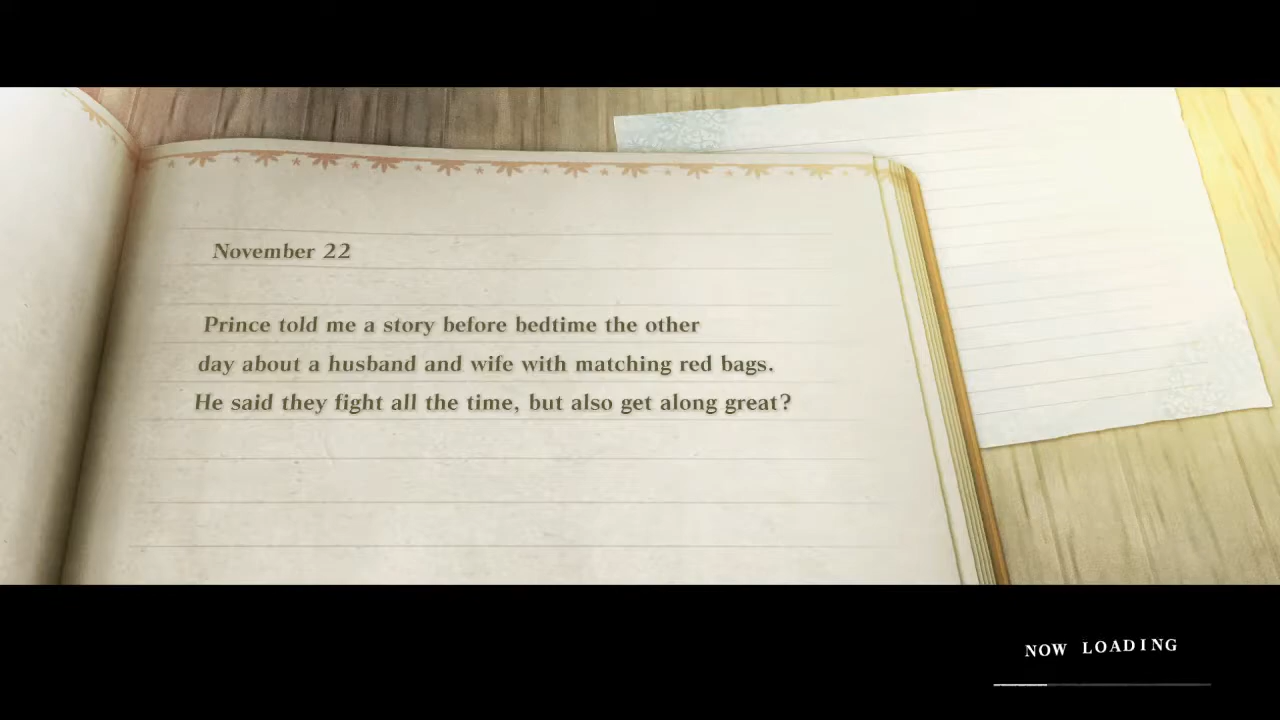 November 22
Prince told me a story before bedtime the other
day about a husband and wife with matching red bags.
He said they fight all the time, but also get along great?
NOW LOADING